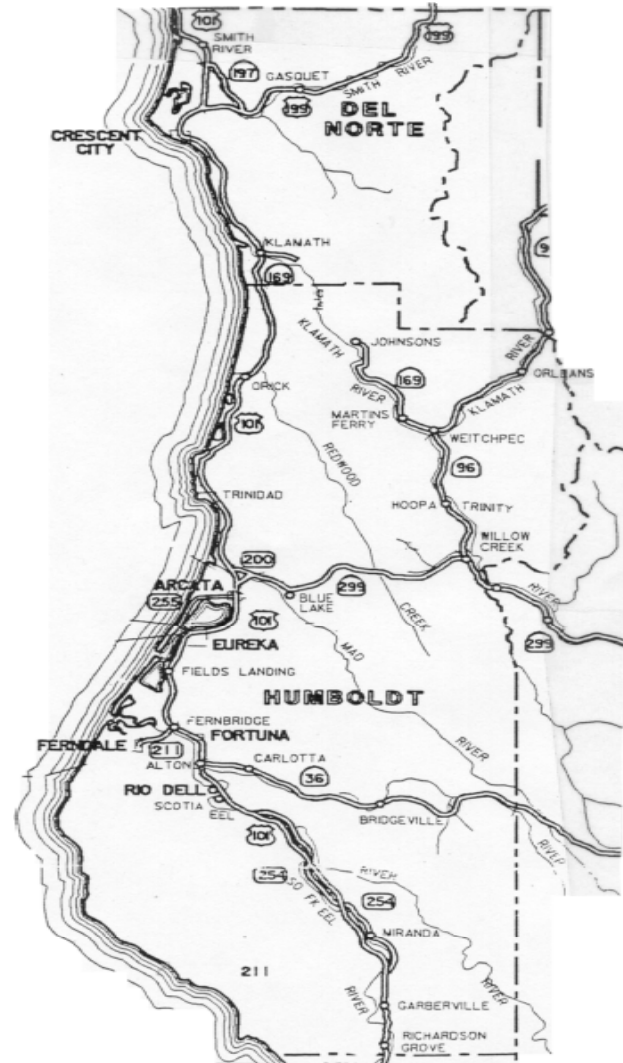 101
199
SMITH
RIVER
197
GASQUET
SMITH RIVER
199
DEL
NORTE
CRESCENT
CITY
KLAMATH
169
KLAMATH
RIVER
JOHNSONS
RIVER
ORLEANS
169
KLAMATH
ORICK
MARTINS
FERRY
101
WEITCHPEC
REDWOOD
96
TRINIDAD
HOOPA
TRINITY
WILLOW
CREEK
200
ARCATA
299
RIVER
255
BLUE
LAKE
101
CREEK
299
EUREKA
MAD
FIELDS LANDING
HUMBOLDT
FERNBRIDGE
FORTUNA
FERNDALE
211
RIVER
ALTON
CARLOTTA
36
RIO DELL
SCOTIA
EEL
BRIDGEVILLE
101
RIVER
254
RIVER
SO FK EEL
254
MIRANDA
211
RIVER
GARBERVILLE
RICHARDSON
GROVE